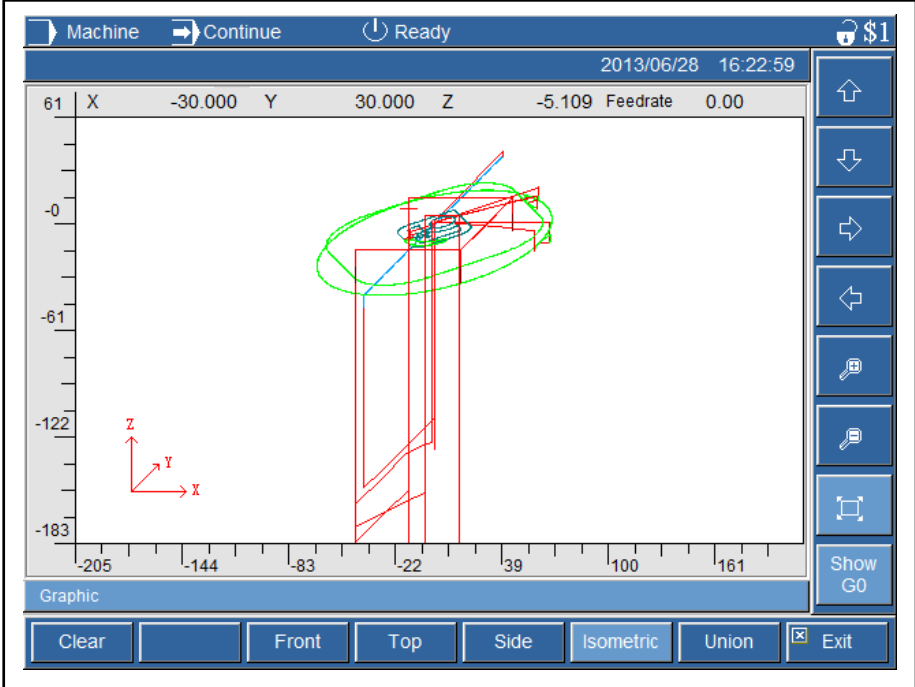 Machine Continue Ready $1
2013/06/28 16:22:59
61 X -30.000 Y 30.000 Z -5.109 Feedrate 0.00
-0
-61
-122
-183
Z
Y
X
-205 -144 -83 -22 39 100 161
Show
G0
Graphic
Clear Front Top Side Isometric Union Exit